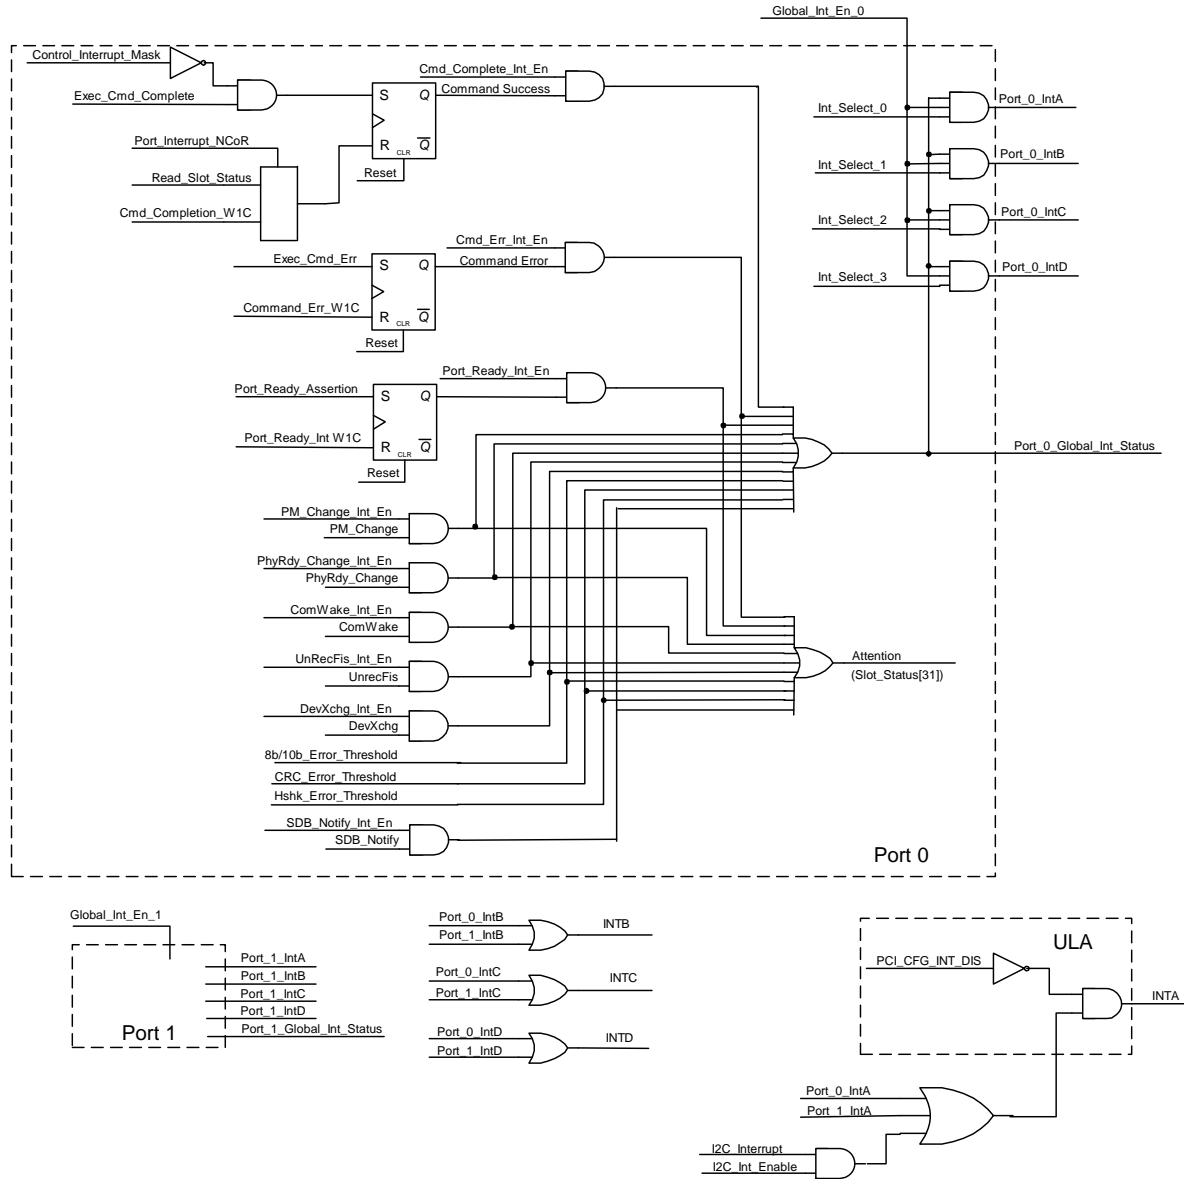 Global_Int_En_0
Control_Interrupt_Mask
Exec_Cmd_Complete
S Q
R CLR Q
Reset
Cmd_Complete_Int_En
Command Success
Int_Select_0
Port_0_IntA
Port_Interrupt_NCoR
Read_Slot_Status
Cmd_Completion_W1C
Int_Select_1
Port_0_IntB
Int_Select_2
Port_0_IntC
Int_Select_3
Port_0_IntD
Exec_Cmd_Err
Command_Err_W1C
S Q
R CLR Q
Reset
Cmd_Err_Int_En
Command Error
Port_Ready_Assertion
Port_Ready_Int W1C
S Q
R CLR Q
Reset
Port_Ready_Int_En
Port_0_Global_Int_Status
PM_Change_Int_En
PM_Change
PhyRdy_Change_Int_En
PhyRdy_Change
ComWake_Int_En
ComWake
UnRecFis_Int_En
UnrecFis
DevXchg_Int_En
DevXchg
Attention
(Slot_Status[31])
8b/10b_Error_Threshold
CRC_Error_Threshold
Hshk_Error_Threshold
SDB_Notify_Int_En
SDB_Notify
Port 0
Global_Int_En_1
Port_1_IntA
Port_1_IntB
Port_1_IntC
Port_1_IntD
Port_1_Global_Int_Status
Port 1
Port_0_IntB
Port_1_IntB
INTB
Port_0_IntC
Port_1_IntC
INTC
Port_0_IntD
Port_1_IntD
INTD
ULA
PCI_CFG_INT_DIS
INTA
Port_0_IntA
Port_1_IntA
I2C_Interrupt
I2C_Int_Enable